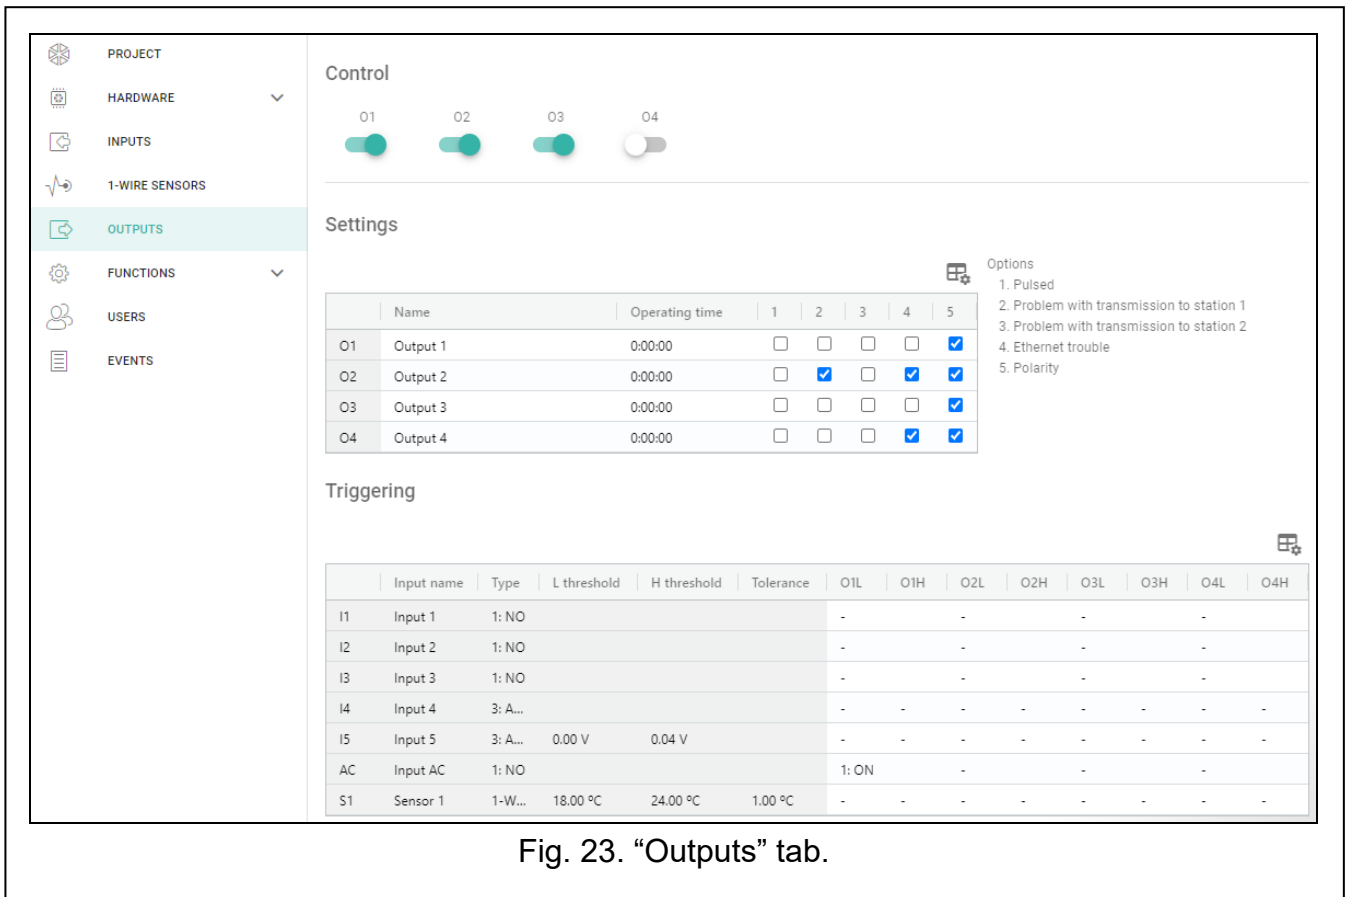 PROJECT
HARDWARE
INPUTS
1-WIRE SENSORS
OUTPUTS
FUNCTIONS
USERS
EVENTS
Control
O1 O2 O3 O4
Settings
Options
1. Pulsed
2. Problem with transmission to station 1
3. Problem with transmission to station 2
4. Ethernet trouble
5. Polarity
Name Operating time 1 2 3 4 5
O1 Output 1 0:00:00
O2 Output 2 0:00:00
O3 Output 3 0:00:00
O4 Output 4 0:00:00
Triggering
Input name Type L threshold H threshold Tolerance O1L O1H O2L O2H O3L O3H O4L O4H
I1 Input 1 1: NO - - - -
I2 Input 2 1: NO - - - -
I3 Input 3 1: NO - - - -
I4 Input 4 3: A... - - - - - - - -
I5 Input 5 3: A... 0.00 V 0.04 V - - - - - - - -
AC Input AC 1: NO 1: ON - - -
S1 Sensor 1 1-W... 18.00 ºC 24.00 ºC 1.00 ºC - - - - - - - -
Fig. 23. “Outputs” tab.